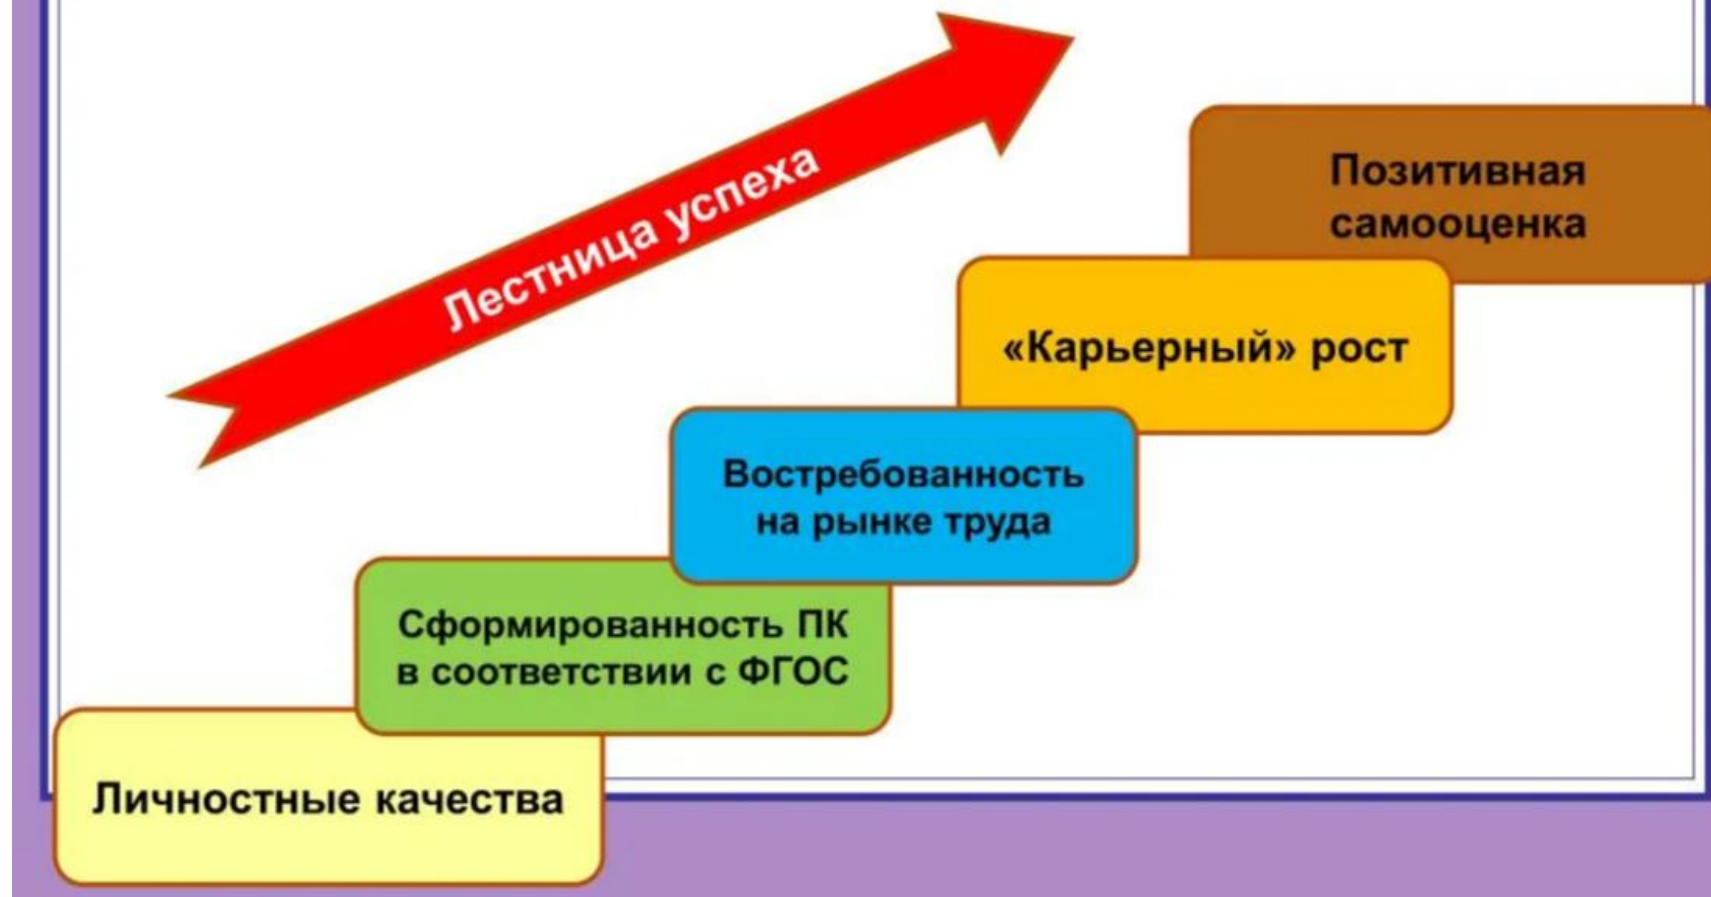 Лестница успеха
Позитивная
самооценка
«Карьерный» рост
Востребованность
на рынке труда
Сформированность ПК
в соответствии с ФГОС
Личностные качества